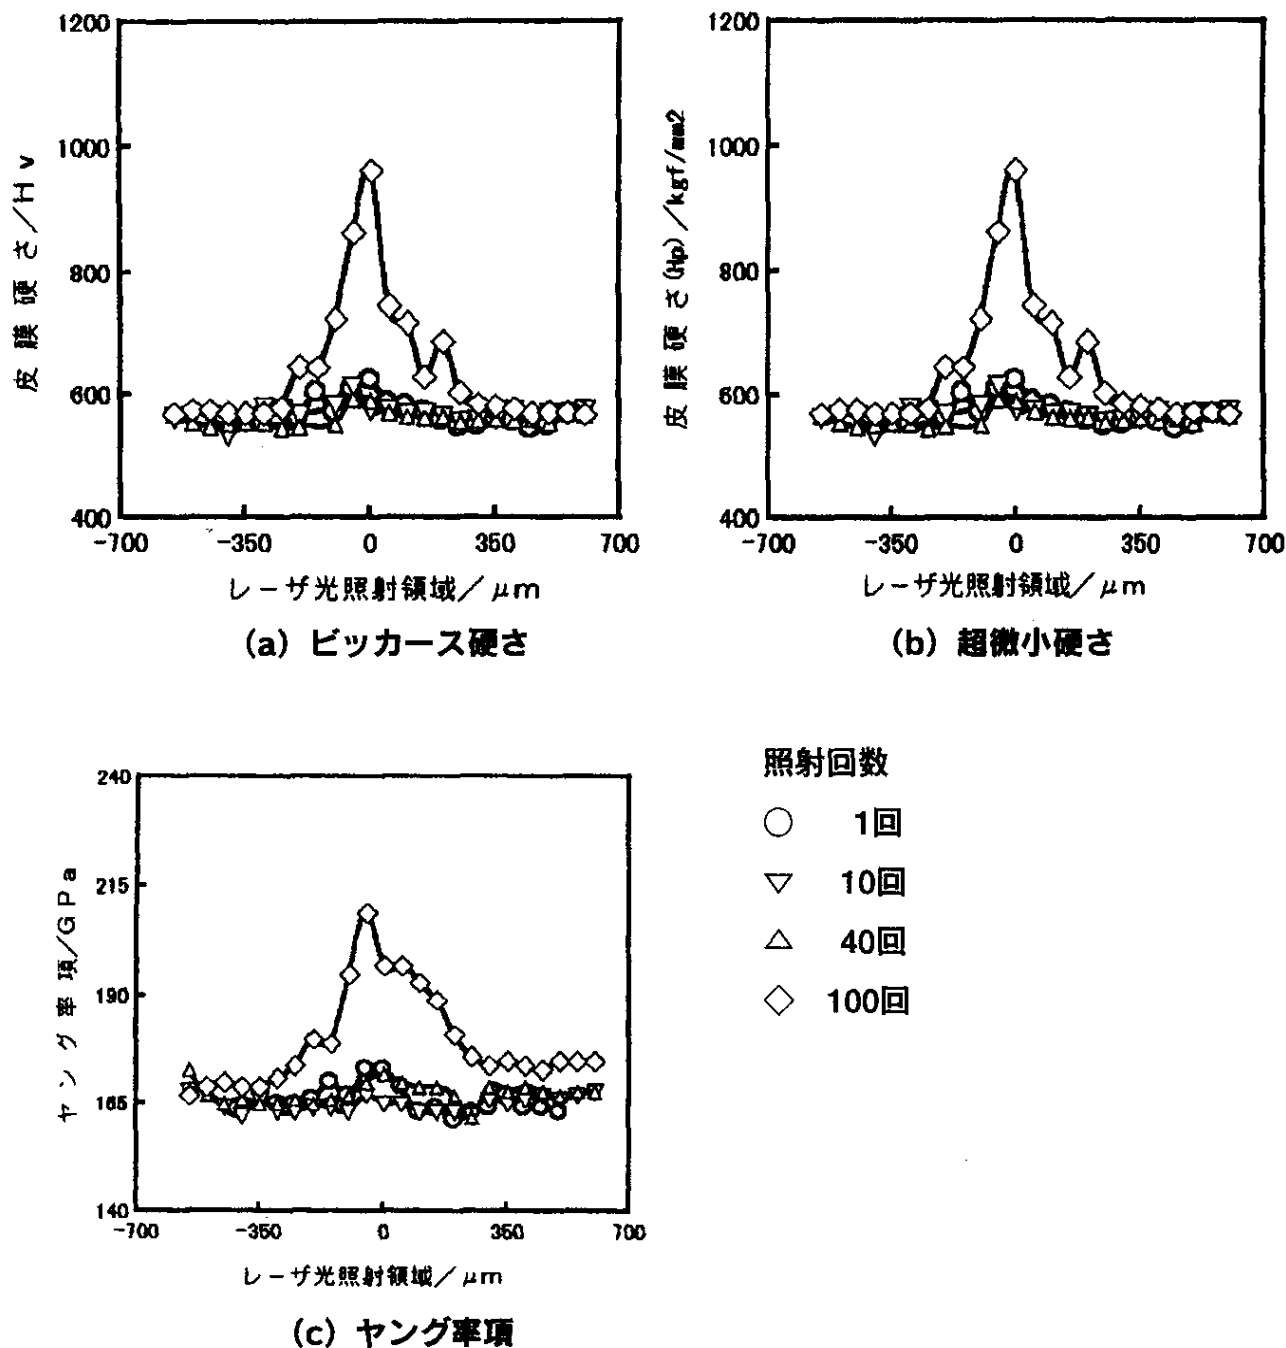 1200
1000
800
600
400
皮膜硬さ/Hv
-700 -350 0 350 700
レーザ光照射領域/μm
(a) ビッカース硬さ
1200
1000
800
600
400
皮膜硬さ(Hp)/kgf/mm2
-700 -350 0 350 700
レーザ光照射領域/μm
(b) 超微小硬さ
240
215
190
165
140
ヤング率項/GPa
-700 -350 0 350 700
レーザ光照射領域/μm
(c) ヤング率項
照射回数
1回
10回
40回
100回